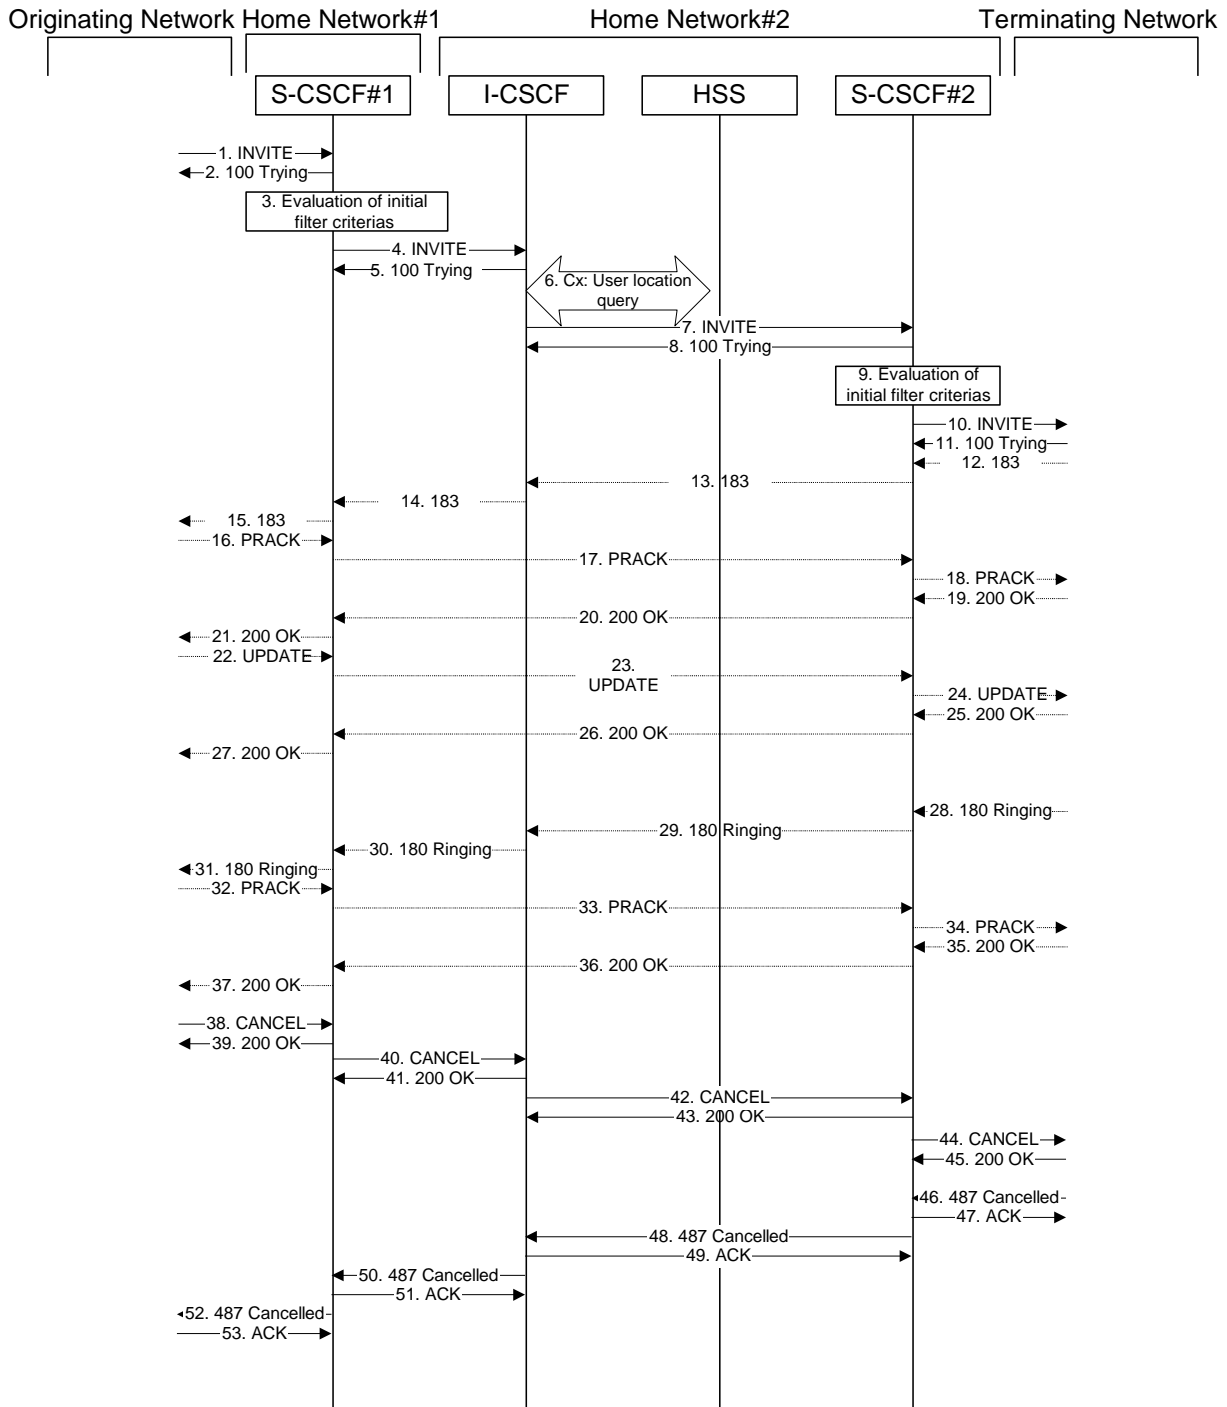 Originating Network
Home Network#1
Home Network#2
Terminating Network
S-CSCF#1
I-CSCF
HSS
S-CSCF#2
1. INVITE
2. 100 Trying
3. Evaluation of initial
filter criterias
4. INVITE
5. 100 Trying
6. Cx: User location
query
7. INVITE
8. 100 Trying
9. Evaluation of
initial filter criterias
10. INVITE
11. 100 Trying
12. 183
13. 183
14. 183
15. 183
16. PRACK
17. PRACK
18. PRACK
19. 200 OK
20. 200 OK
21. 200 OK
22. UPDATE
23.
UPDATE
24. UPDATE
25. 200 OK
26. 200 OK
27. 200 OK
28. 180 Ringing
29. 180 Ringing
30. 180 Ringing
31. 180 Ringing
32. PRACK
33. PRACK
34. PRACK
35. 200 OK
36. 200 OK
37. 200 OK
38. CANCEL
39. 200 OK
40. CANCEL
41. 200 OK
42. CANCEL
43. 200 OK
44. CANCEL
45. 200 OK
46. 487 Cancelled
47. ACK
48. 487 Cancelled
49. ACK
50. 487 Cancelled
51. ACK
52. 487 Cancelled
53. ACK